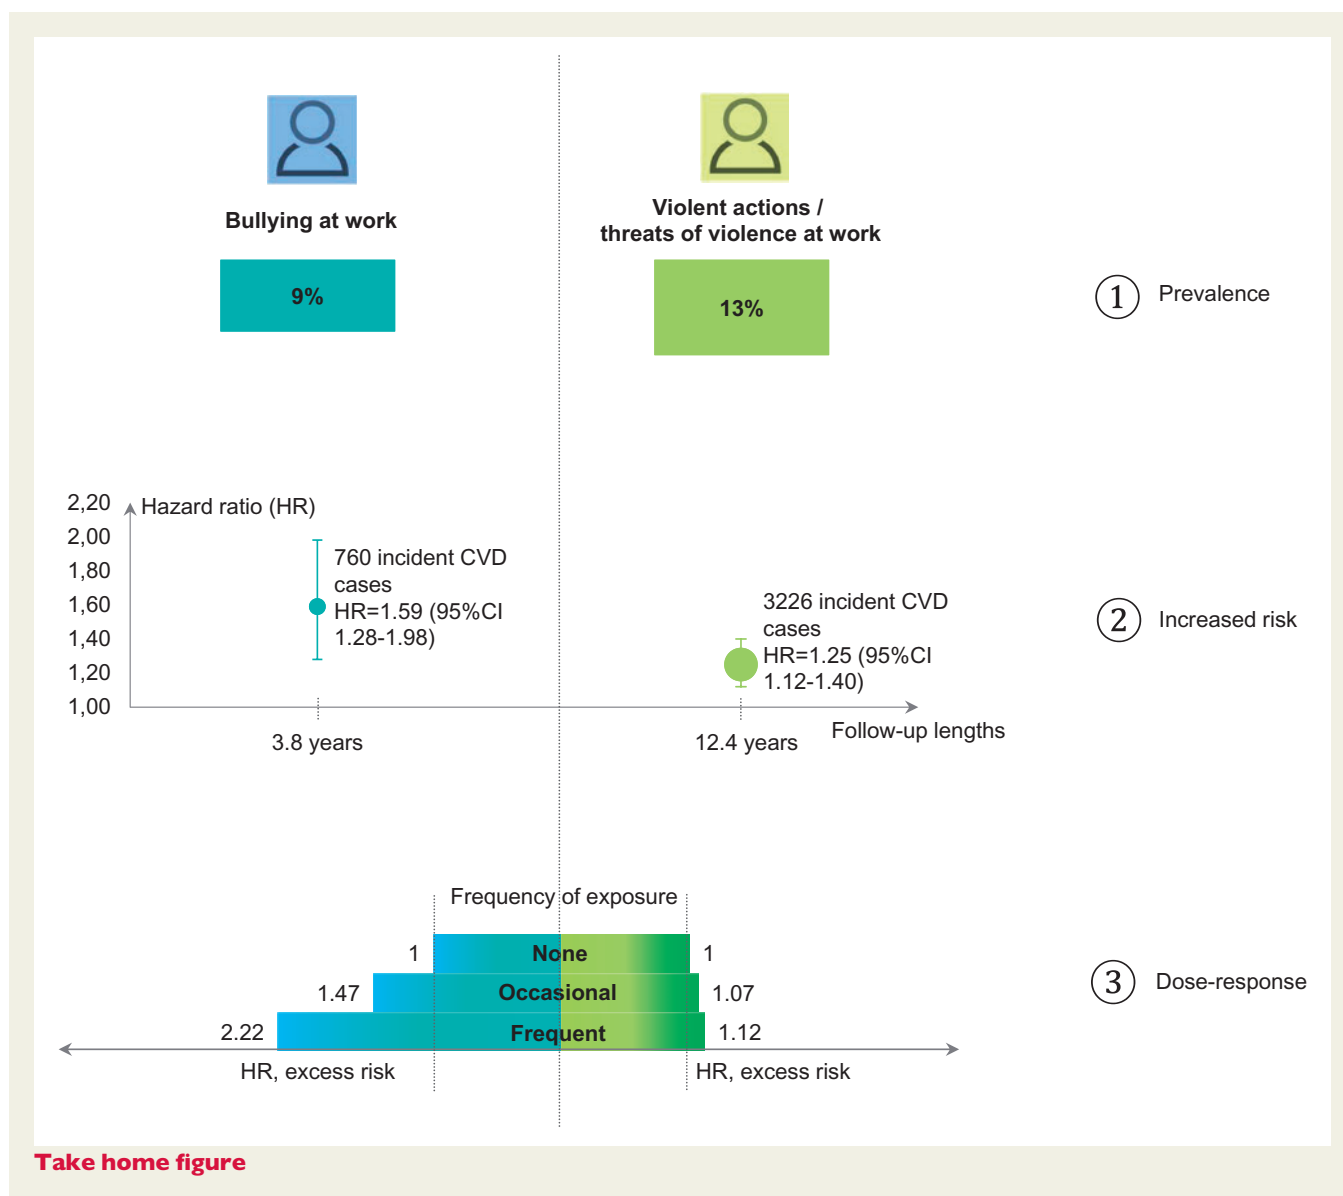 Bullying at work
Violent actions /
threats of violence at work
9%
13%
1 Prevalence
2,20
2,00
1,80
1,60
1,40
1,20
1,00
Hazard ratio (HR)
760 incident CVD
cases
HR=1.59 (95%CI
1.28-1.98)
3226 incident CVD
cases
HR=1.25 (95%CI
1.12-1.40)
2 Increased risk
3.8 years
12.4 years
Follow-up lengths
Frequency of exposure
1 None 1
1.47 Occasional 1.07
2.22 Frequent 1.12
HR, excess risk
HR, excess risk
3 Dose-response
Take home figure